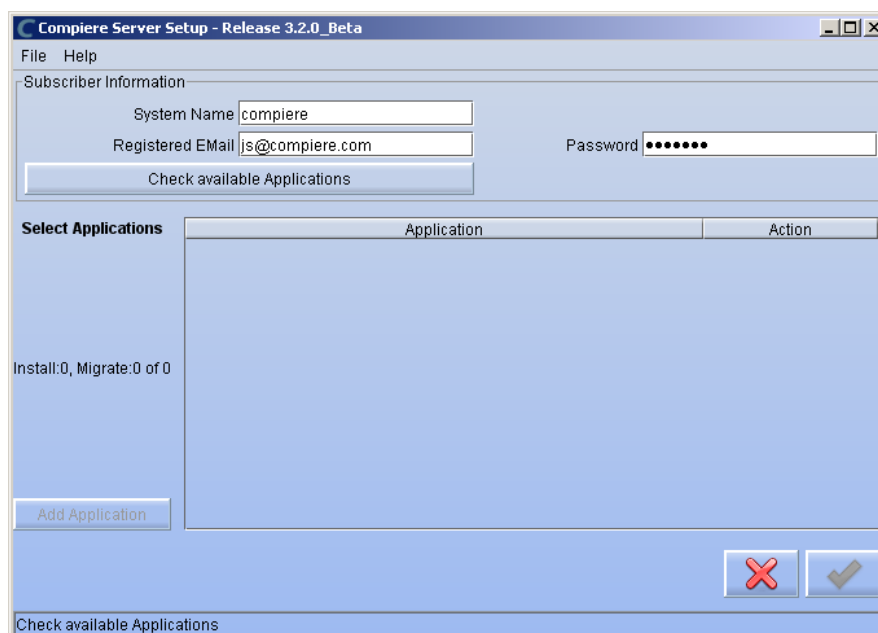 Compiere Server Setup - Release 3.2.0_Beta
File Help
Subscriber Information
System Name compiere
Registered EMail js@compiere.com Password •••••••
Check available Applications
Select Applications Application Action
Install:0, Migrate:0 of 0
Add Application
Check available Applications